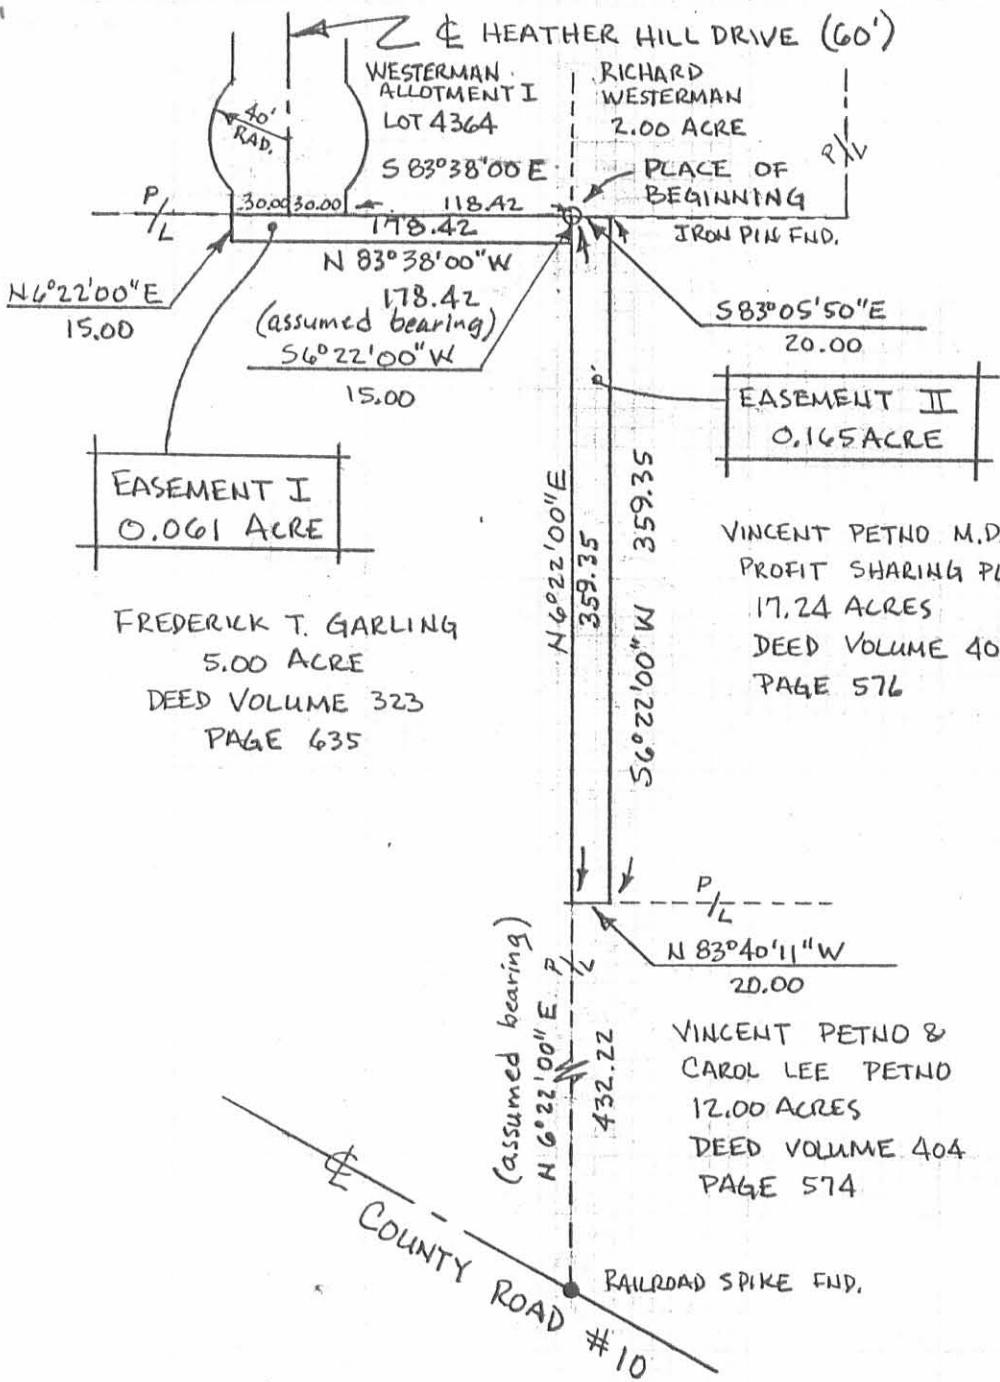 ℄ HEATHER HILL DRIVE (60')
WESTERMAN
ALLOTMENT I
LOT 4364
RICHARD
WESTERMAN
2.00 ACRE
40'
RAD.
S 83°38"00 E
PLACE OF
BEGINNING
P/L
P/L
30.00 30.00
118.42
178.42
IRON PIN FND.
N 83°38'00"W
178.42
(assumed bearing)
N6°22'00"E
15.00
S6°22'00"W
15.00
S83°05'50"E
20.00
EASEMENT II
0.165 ACRE
EASEMENT I
0.061 ACRE
N6°22'00"E
359.35
S6°22'00"W 359.35
VINCENT PETNO M.D.
PROFIT SHARING PL
17.24 ACRES
DEED VOLUME 40
PAGE 576
FREDERICK T. GARLING
5.00 ACRE
DEED VOLUME 323
PAGE 635
P/L
N 83°40'11"W
20.00
(assumed bearing)
N 6°22'00"E P/L
432.22
VINCENT PETNO &
CAROL LEE PETNO
12.00 ACRES
DEED VOLUME 404
PAGE 574
℄ COUNTY ROAD #10
RAILROAD SPIKE FND.